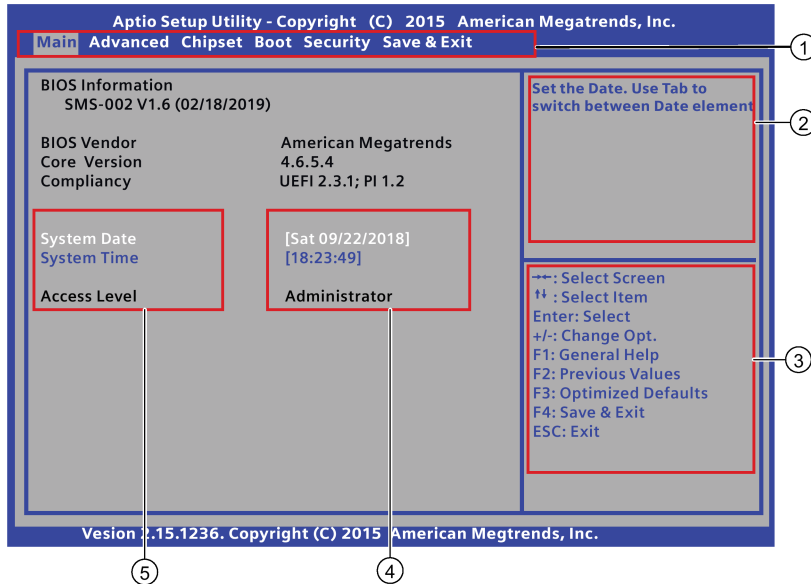 Aptio Setup Utility - Copyright (C) 2015 American Megatrends, Inc.
Main Advanced Chipset Boot Security Save & Exit
1
BIOS Information
SMS-002 V1.6 (02/18/2019)
BIOS Vendor American Megatrends
Core Version 4.6.5.4
Compliancy UEFI 2.3.1; PI 1.2
System Date [Sat 09/22/2018]
System Time [18:23:49]
Access Level Administrator
Set the Date. Use Tab to
switch between Date element
2
→←: Select Screen
↑↓ : Select Item
Enter: Select
+/-: Change Opt.
F1: General Help
F2: Previous Values
F3: Optimized Defaults
F4: Save & Exit
ESC: Exit
3
Vesion 2.15.1236. Copyright (C) 2015 American Megtrends, Inc.
5 4